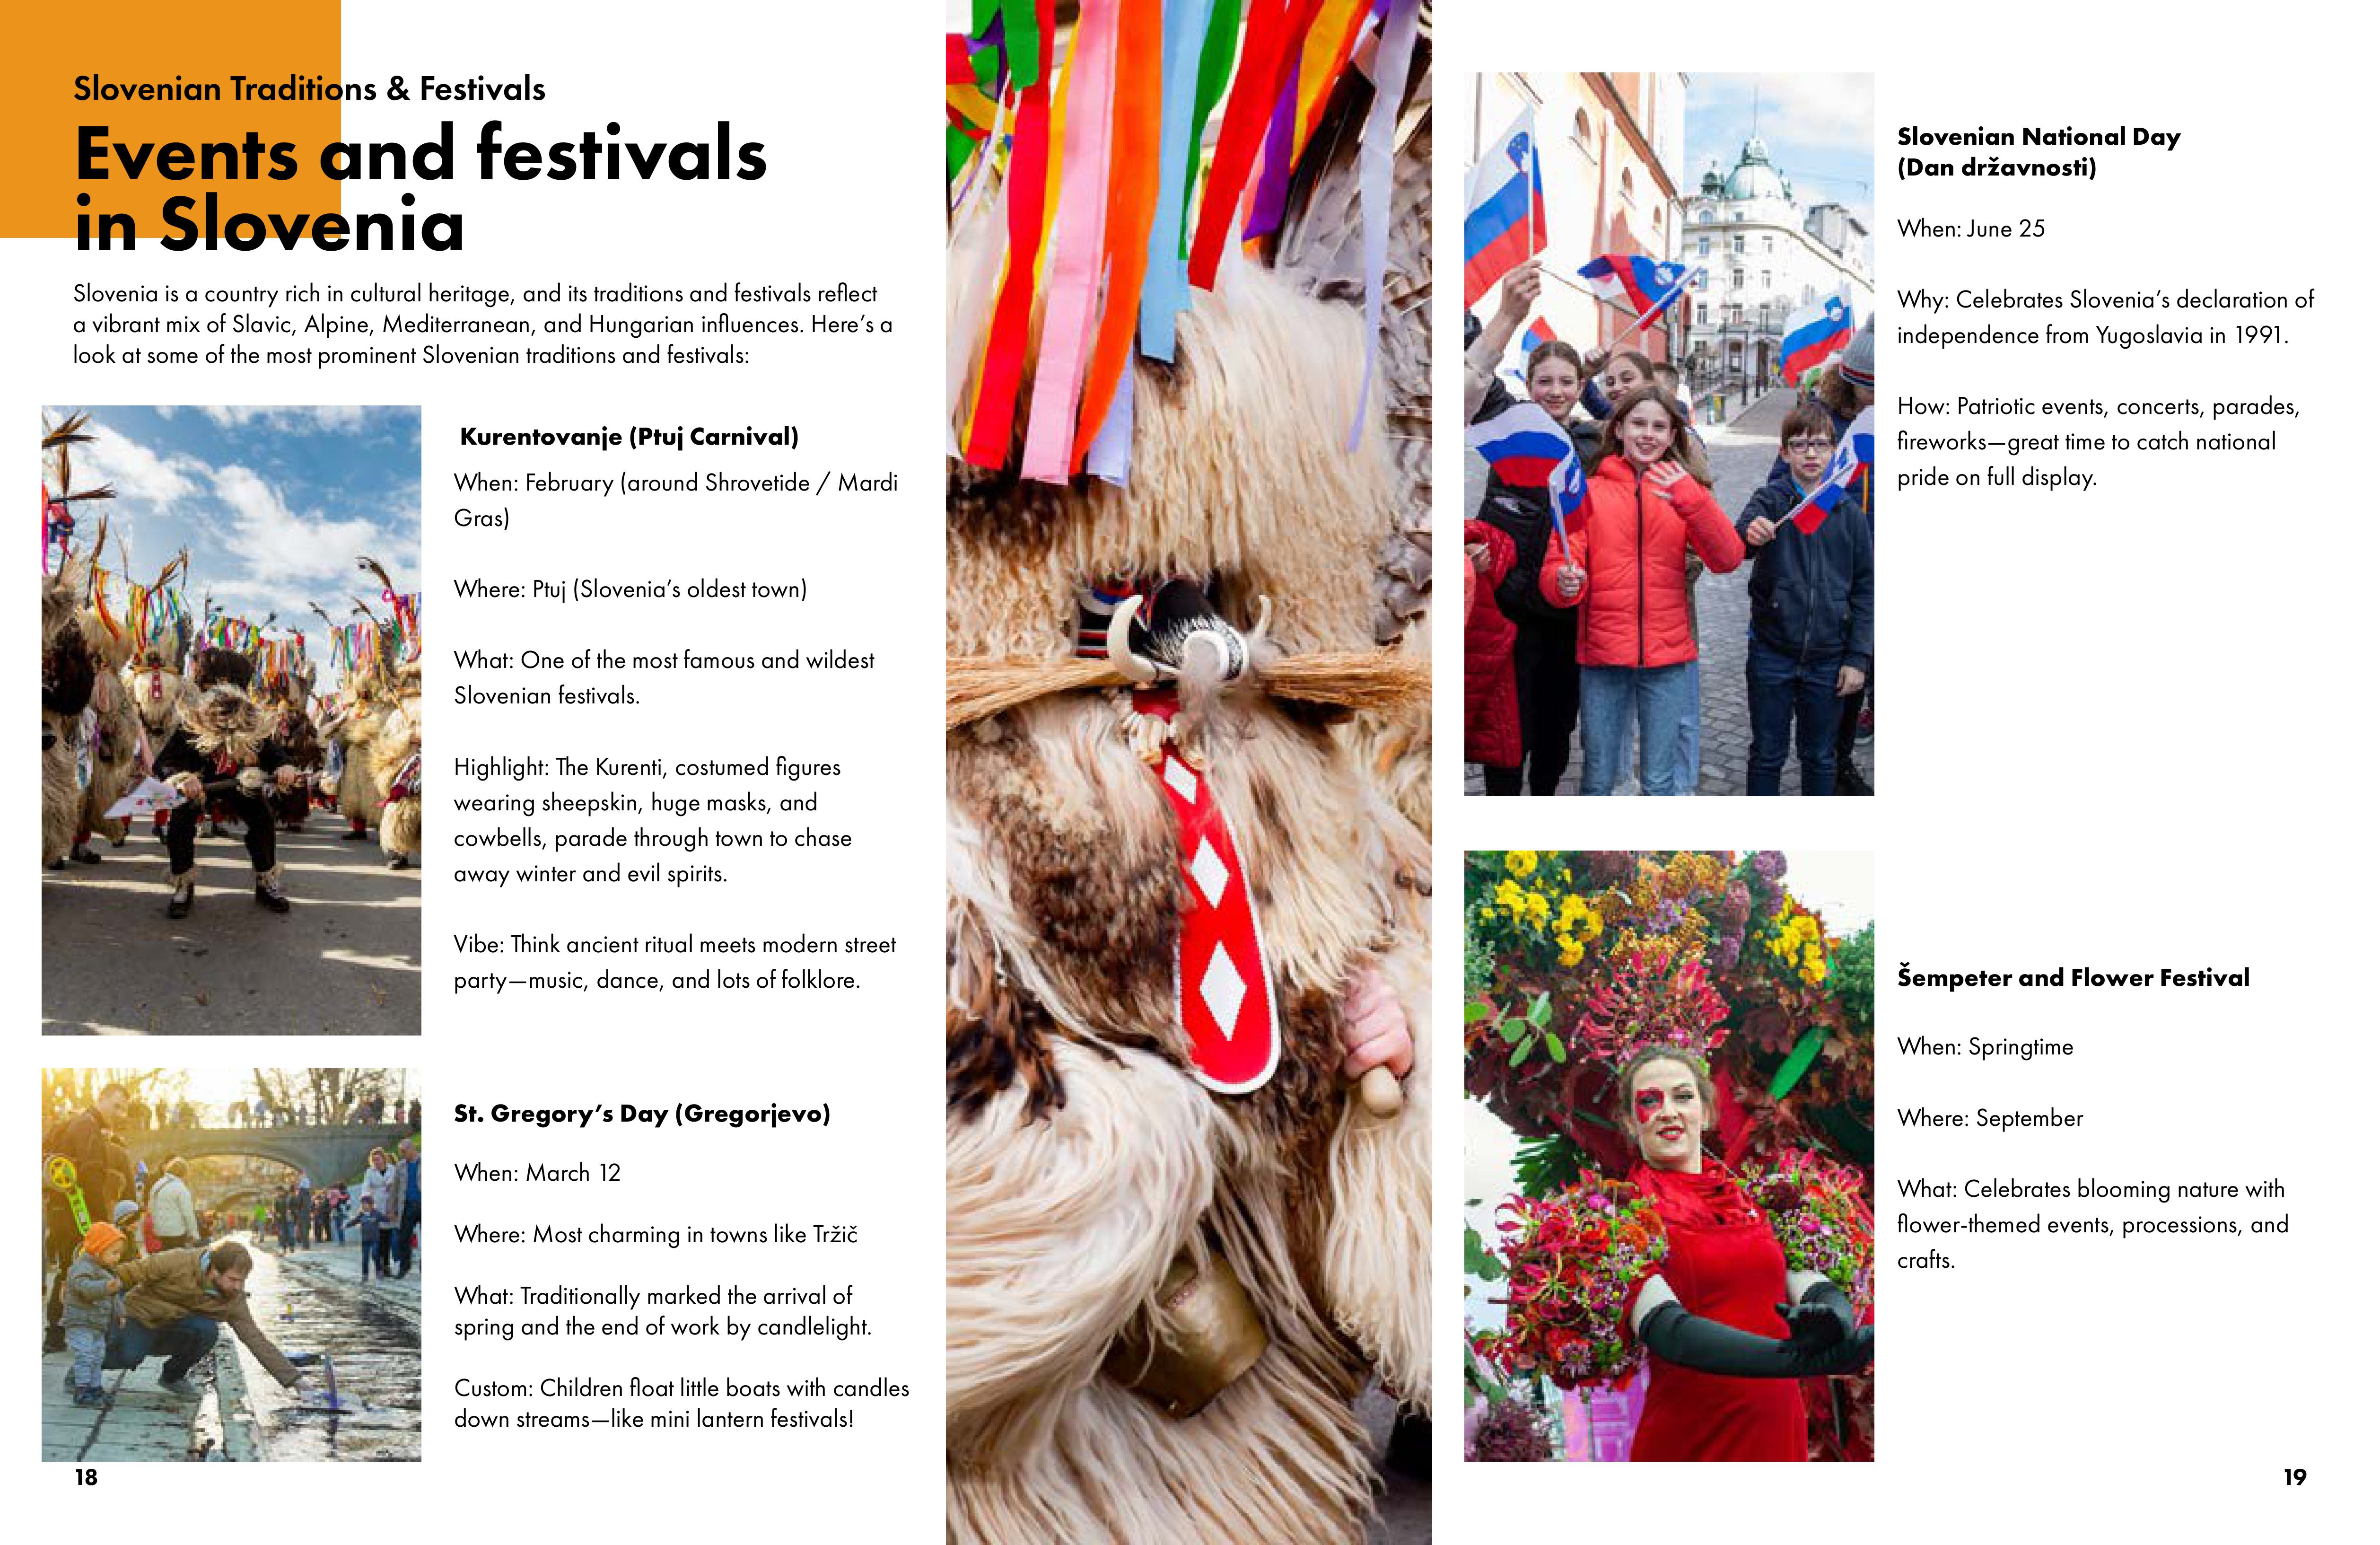 Slovenian Traditions & Festivals
Events and festivals
in Slovenia
Slovenia is a country rich in cultural heritage, and its traditions and festivals reflect
a vibrant mix of Slavic, Alpine, Mediterranean, and Hungarian influences. Here's a
look at some of the most prominent Slovenian traditions and festivals:
Kurentovanje (Ptuj Carnival)
When: February (around Shrovetide / Mardi
Gras)
Where: Ptuj (Slovenia's oldest town)
What: One of the most famous and wildest
Slovenian festivals.
Highlight: The Kurenti, costumed figures
wearing sheepskin, huge masks, and
cowbells, parade through town to chase
away winter and evil spirits.
Vibe: Think ancient ritual meets modern street
party—music, dance, and lots of folklore.
St. Gregory's Day (Gregorjevo)
When: March 12
Where: Most charming in towns like Tržič
What: Traditionally marked the arrival of
spring and the end of work by candlelight.
Custom: Children float little boats with candles
down streams—like mini lantern festivals!
18
Slovenian National Day
(Dan državnosti)
When: June 25
Why: Celebrates Slovenia's declaration of
independence from Yugoslavia in 1991.
How: Patriotic events, concerts, parades,
fireworks—great time to catch national
pride on full display.
Šempeter and Flower Festival
When: Springtime
Where: September
What: Celebrates blooming nature with
flower-themed events, processions, and
crafts.
19